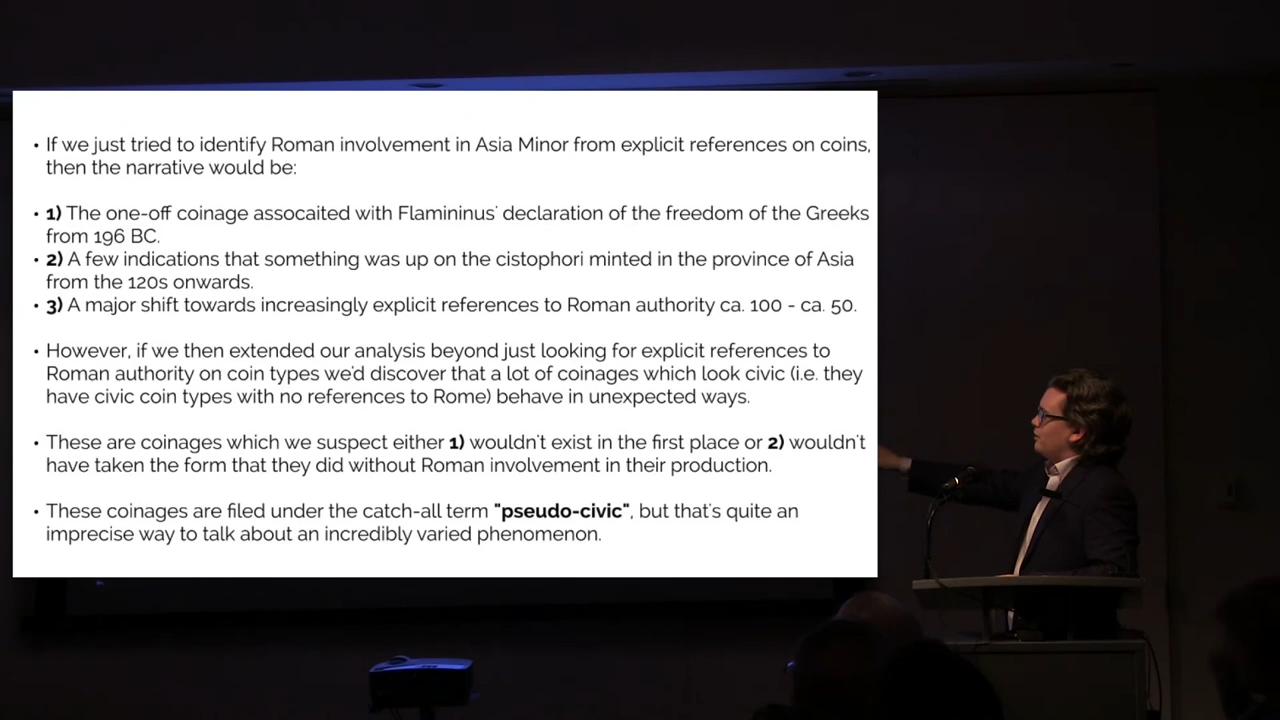 • If we just tried to identify Roman involvement in Asia Minor from explicit references on coins,
then the narrative would be:
• 1) The one-off coinage assocaited with Flamininus' declaration of the freedom of the Greeks
from 196 BC.
• 2) A few indications that something was up on the cistophori minted in the province of Asia
from the 120s onwards.
• 3) A major shift towards increasingly explicit references to Roman authority ca. 100 - ca. 50.
• However, if we then extended our analysis beyond just looking for explicit references to
Roman authority on coin types we'd discover that a lot of coinages which look civic (i.e. they
have civic coin types with no references to Rome) behave in unexpected ways.
• These are coinages which we suspect either 1) wouldn't exist in the first place or 2) wouldn't
have taken the form that they did without Roman involvement in their production.
• These coinages are filed under the catch-all term "pseudo-civic", but that's quite an
imprecise way to talk about an incredibly varied phenomenon.